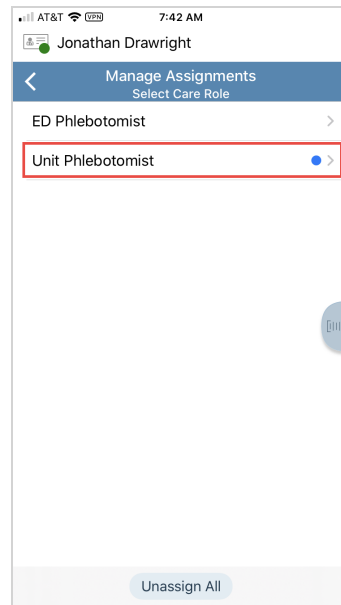 AT&T VPN 7:42 AM
Jonathan Drawright
Manage Assignments
Select Care Role
ED Phlebotomist
Unit Phlebotomist
Unassign All